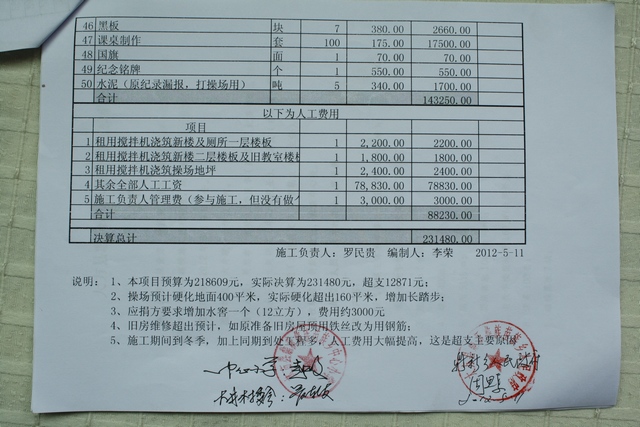 46 黑板 块 7 380.00 2660.00
47 课桌制作 套 100 175.00 17500.00
48 国旗 面 1 70.00 70.00
49 纪念铭牌 个 1 550.00 550.00
50 水泥（原纪录漏报，打操场用） 吨 5 340.00 1700.00
合计 143250.00
以下为人工费用
项目
1 租用搅拌机浇筑新楼及厕所一层楼板 1 2,200.00 2200.00
2 租用搅拌机浇筑新楼二层楼板及旧教室楼板 1 1,800.00 1800.00
3 租用搅拌机浇筑操场地坪 1 2,400.00 2400.00
4 其余全部人工工资 1 78,830.00 78830.00
5 施工负责人管理费（参与施工，但没有做 1 3,000.00 3000.00
合计 88230.00
决算总计 231480.00
施工负责人：罗民贵 编制人：李荣 2012-5-11
说明：1、本项目预算为218609元，实际决算为231480元，超支12871元；
2、操场预计硬化地面400平米，实际硬化超出160平米，增加长踏步；
3、应捐方要求增加水窖一个（12立方），费用约3000元
4、旧房维修超出预计，如原准备旧房屋顶用铁丝改为用钢筋；
5、施工期间到冬季，加上同期到处工程多，人工费用大幅提高，这是超支主要原因